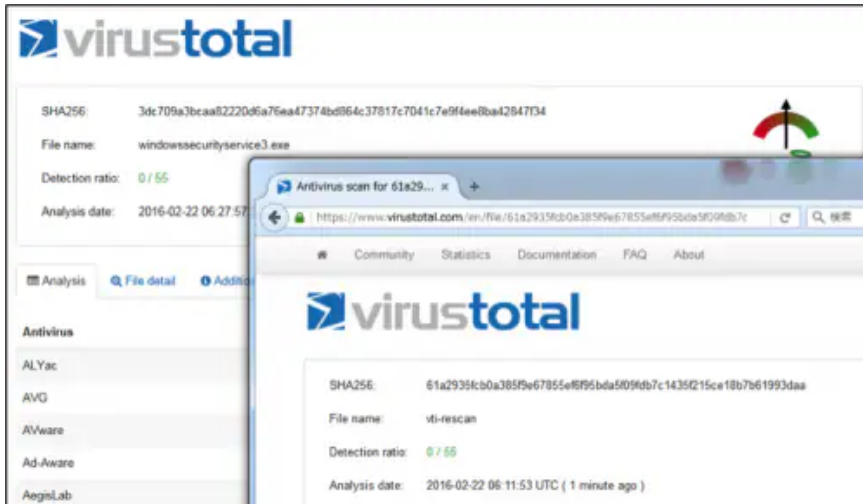 virustotal
SHA256: 3dc709a3bcaa82220d6a76ea47374bd864c37817c7041c7e9f4ee8ba42847f34
File name: windowssecurityservice3.exe
Detection ratio: 0 / 55
Analysis date: 2016-02-22 06:27:57
Analysis File detail Additio
Antivirus
ALYac
AVG
AVware
Ad-Aware
AegisLab
Antivirus scan for 61a29... × +
https://www.virustotal.com/en/file/61a2935fcb0a385f9e67855ef6f95bda5f09fdb7c 検索
Community Statistics Documentation FAQ About
virustotal
SHA256: 61a2935fcb0a385f9e67855ef6f95bda5f09fdb7c1435f215ce18b7b61993daa
File name: vti-rescan
Detection ratio: 0 / 55
Analysis date: 2016-02-22 06:11:53 UTC ( 1 minute ago )